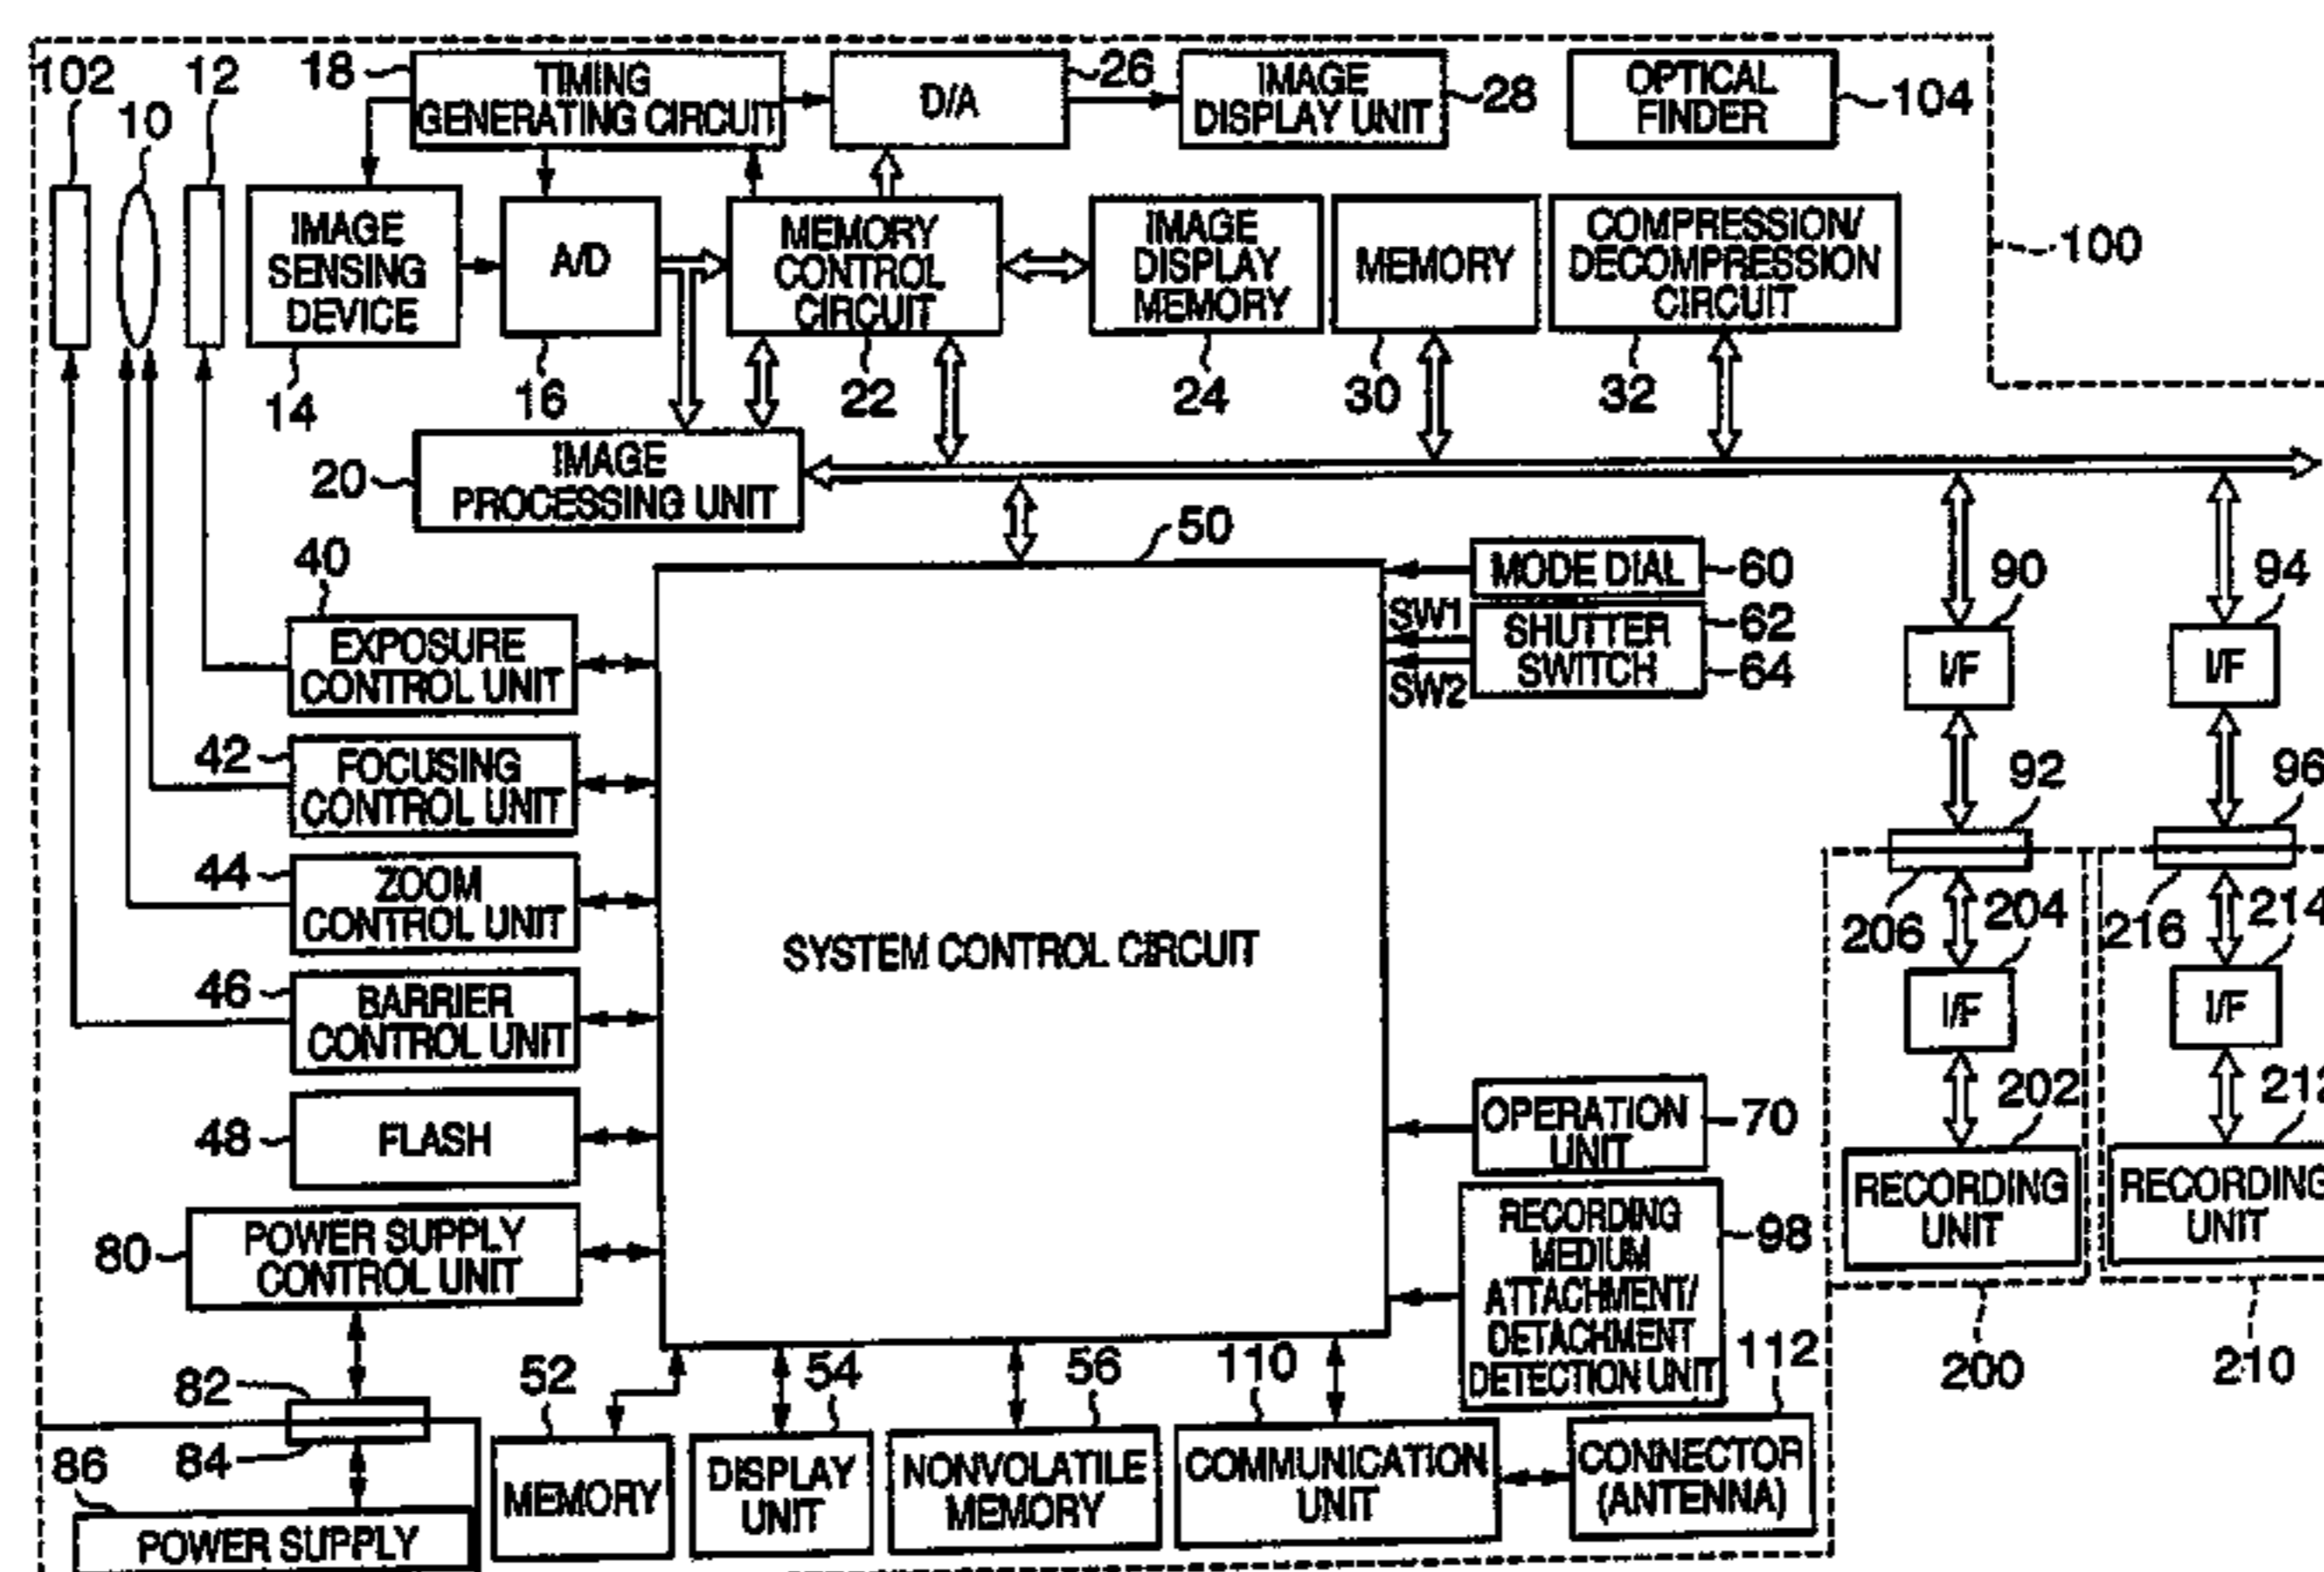 102
10
12
18
TIMING
GENERATING CIRCUIT
D/A
26
IMAGE
DISPLAY UNIT
28
OPTICAL
FINDER
104
100
IMAGE
SENSING
DEVICE
14
A/D
16
MEMORY
CONTROL
CIRCUIT
22
IMAGE
DISPLAY
MEMORY
24
MEMORY
30
COMPRESSION/
DECOMPRESSION
CIRCUIT
32
20
IMAGE
PROCESSING UNIT
50
SYSTEM CONTROL CIRCUIT
40
EXPOSURE
CONTROL UNIT
42
FOCUSING
CONTROL UNIT
44
ZOOM
CONTROL UNIT
46
BARRIER
CONTROL UNIT
48
FLASH
80
POWER SUPPLY
CONTROL UNIT
82
84
86
POWER SUPPLY
MODE DIAL
60
SW1
SW2
SHUTTER
SWITCH
62
64
OPERATION
UNIT
70
RECORDING
MEDIUM
ATTACHMENT/
DETACHMENT
DETECTION UNIT
98
52
MEMORY
54
DISPLAY
UNIT
56
NONVOLATILE
MEMORY
110
COMMUNICATION
UNIT
112
CONNECTOR
(ANTENNA)
90
I/F
92
206
204
I/F
202
RECORDING
UNIT
200
94
I/F
96
216
214
I/F
212
RECORDING
UNIT
210